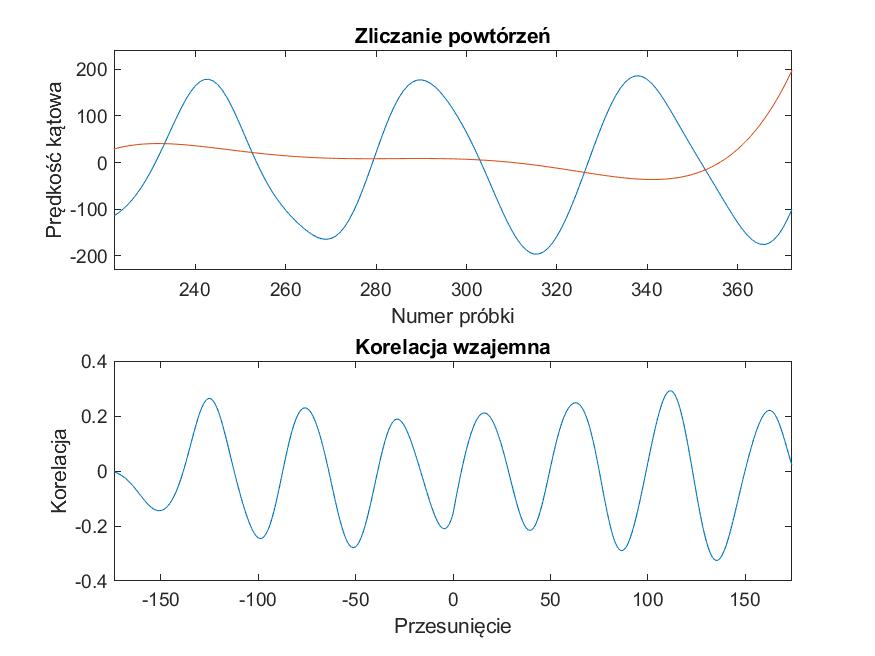 Zliczanie powtórzeń
200
100
0
-100
-200
Prędkość kątowa
240 260 280 300 320 340 360
Numer próbki
Korelacja wzajemna
0.4
0.2
0
-0.2
-0.4
Korelacja
-150 -100 -50 0 50 100 150
Przesunięcie